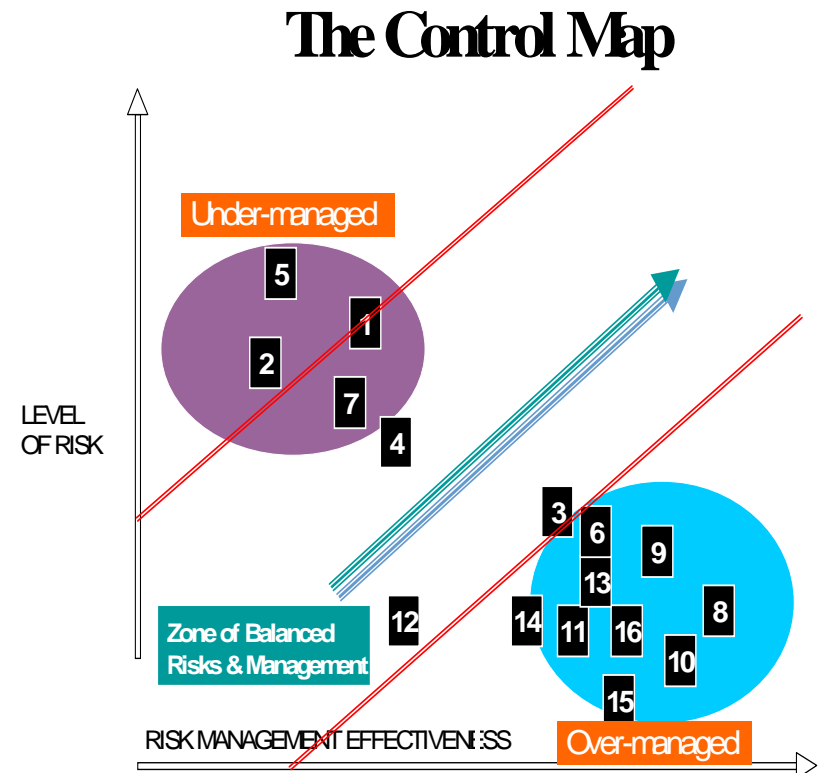 The Control Map
Under-managed
5
1
2
7
4
LEVEL
OF RISK
3
6
9
13
8
12
14
11
16
Zone of Balanced
Risks & Management
10
15
RISK MANAGEMENT EFFECTIVENESS
Over-managed